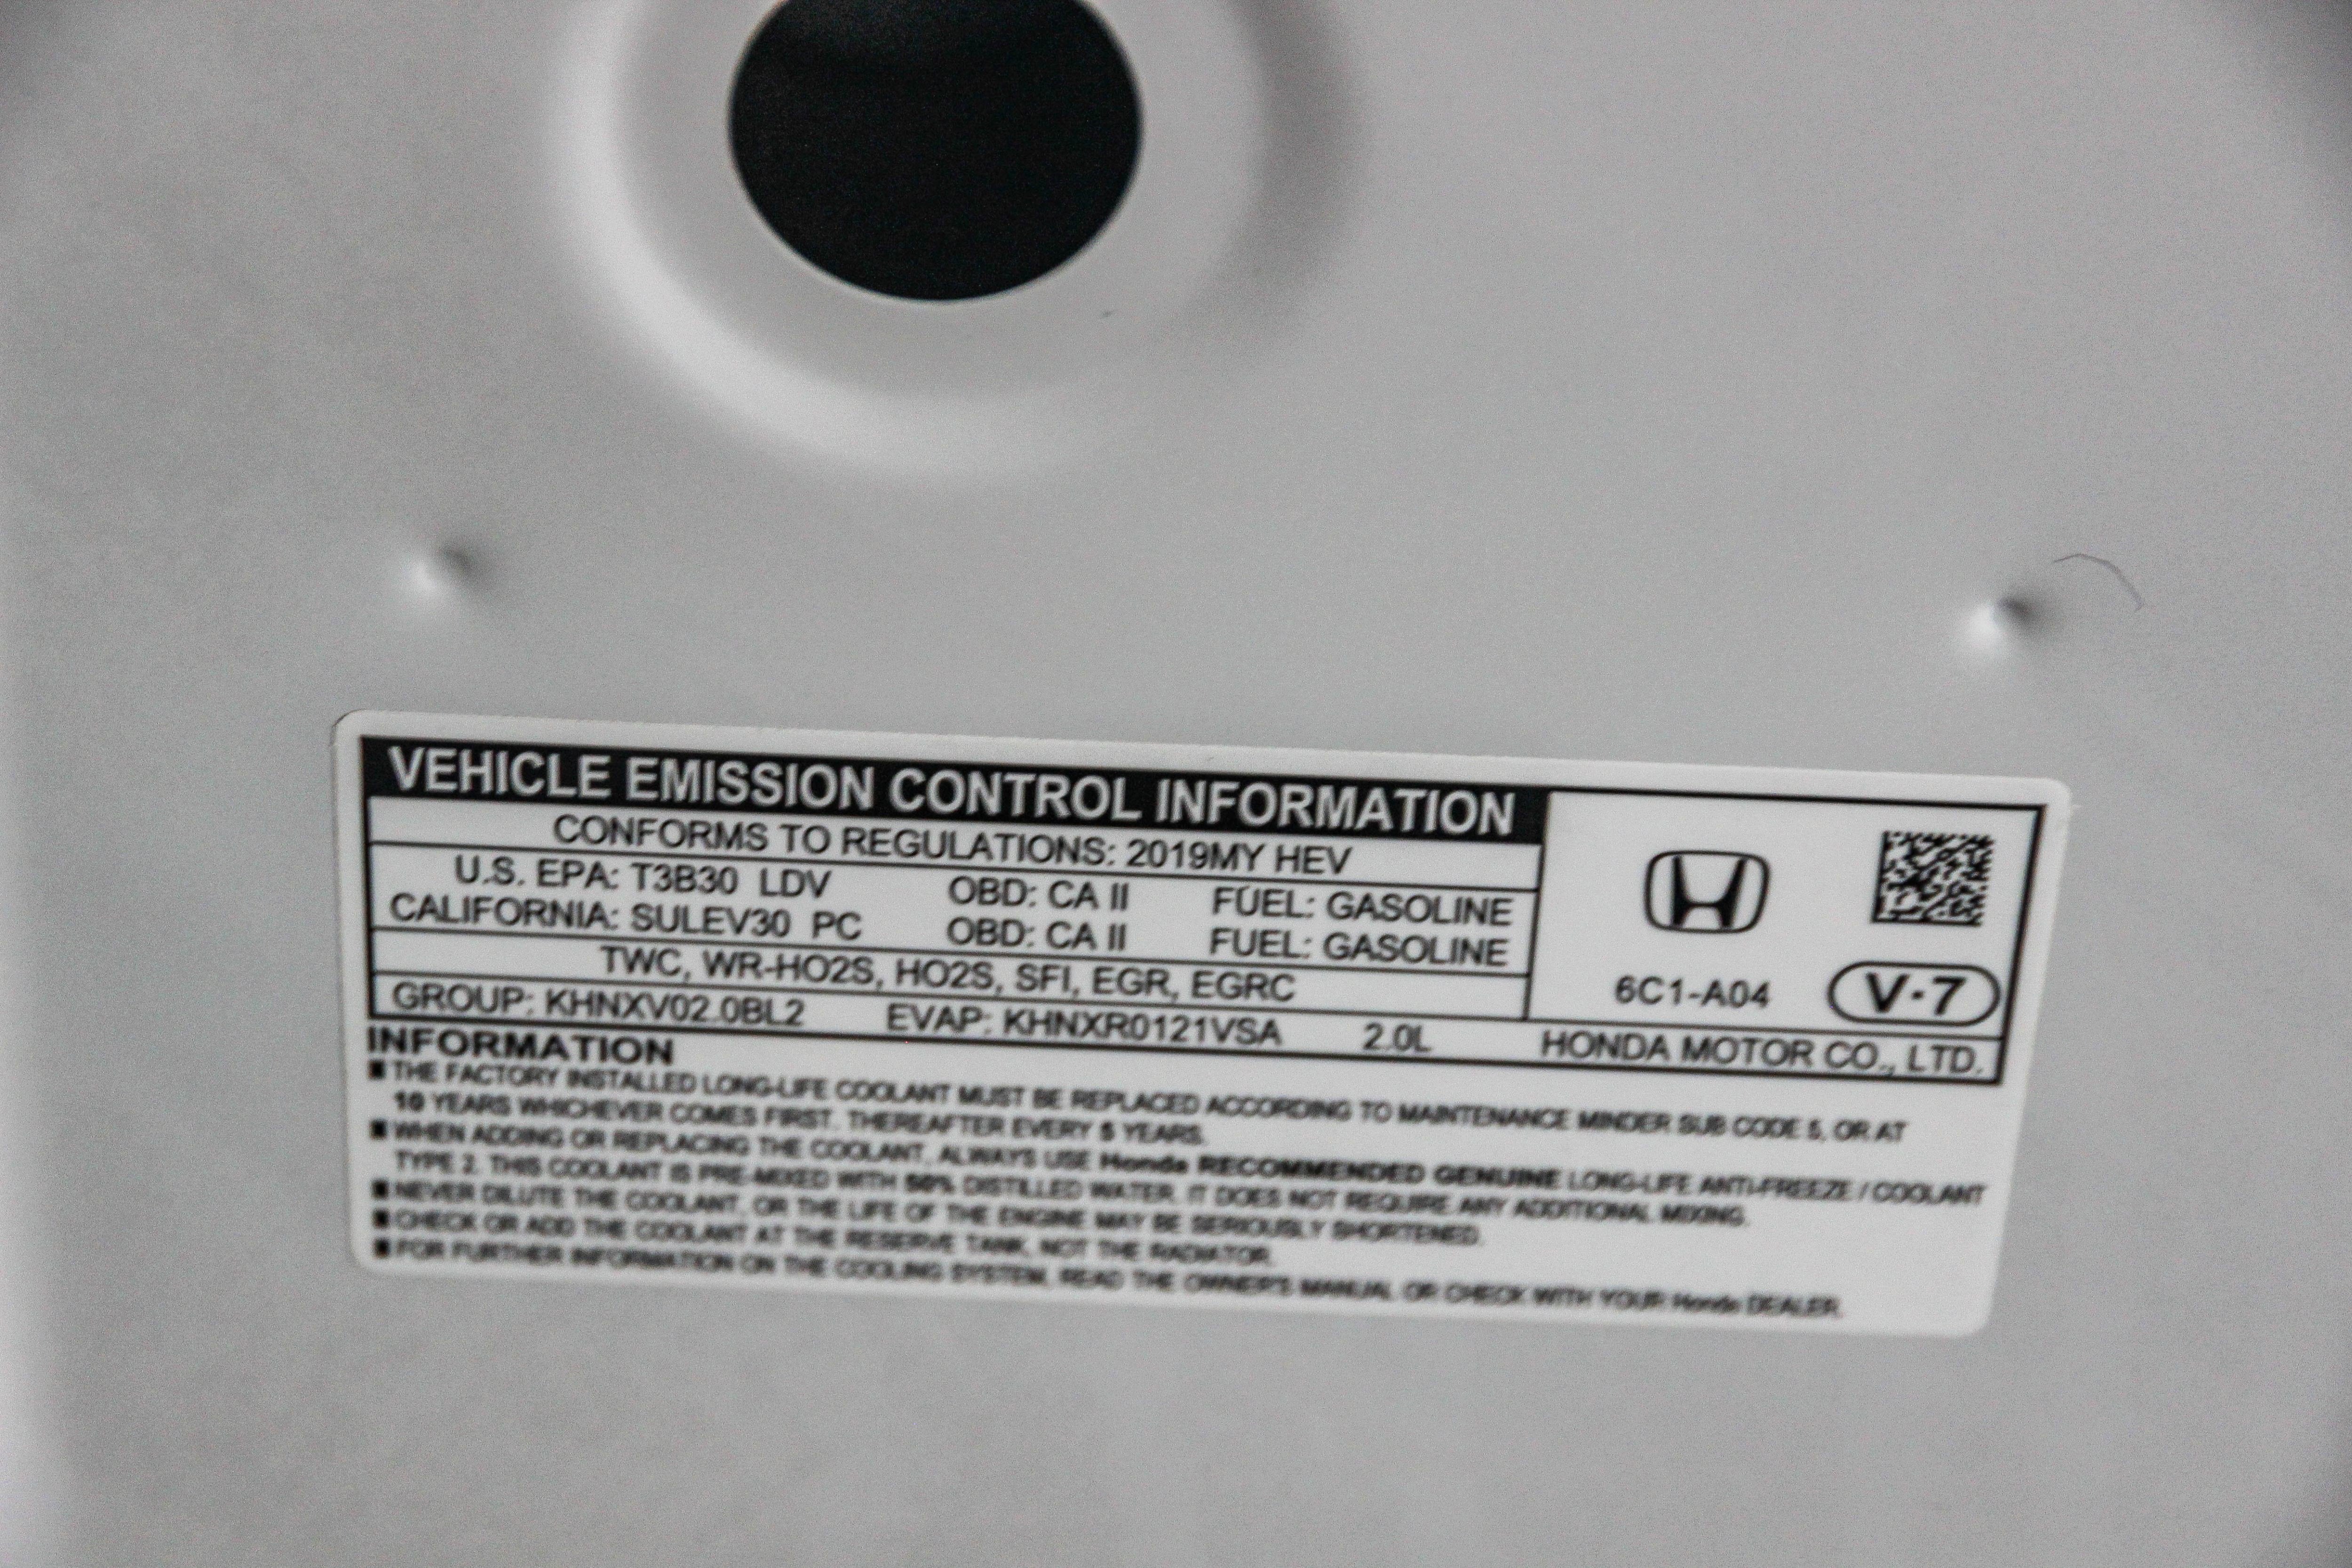 VEHICLE EMISSION CONTROL INFORMATION
CONFORMS TO REGULATIONS: 2019MY HEV
U.S. EPA: T3B30 LDV OBD: CA II FUEL: GASOLINE
CALIFORNIA: SULEV30 PC OBD: CA II FUEL: GASOLINE
TWC, WR-HO2S, HO2S, SFI, EGR, EGRC
6C1-A04 V·7
GROUP: KHNXV02.0BL2 EVAP: KHNXR0121VSA 2.0L HONDA MOTOR CO., LTD.
INFORMATION
■ THE FACTORY INSTALLED LONG-LIFE COOLANT MUST BE REPLACED ACCORDING TO MAINTENANCE MINDER SUB CODE 5, OR AT
10 YEARS WHICHEVER COMES FIRST. THEREAFTER EVERY 5 YEARS.
■ WHEN ADDING OR REPLACING THE COOLANT, ALWAYS USE Honda RECOMMENDED GENUINE LONG-LIFE ANTI-FREEZE / COOLANT
TYPE 2. THIS COOLANT IS PRE-MIXED WITH 50% DISTILLED WATER. IT DOES NOT REQUIRE ANY ADDITIONAL MIXING.
■ NEVER DILUTE THE COOLANT, OR THE LIFE OF THE ENGINE MAY BE SERIOUSLY SHORTENED.
■ CHECK OR ADD THE COOLANT AT THE RESERVE TANK, NOT THE RADIATOR.
■ FOR FURTHER INFORMATION ON THE COOLING SYSTEM, READ THE OWNER'S MANUAL OR CHECK WITH YOUR Honda DEALER.